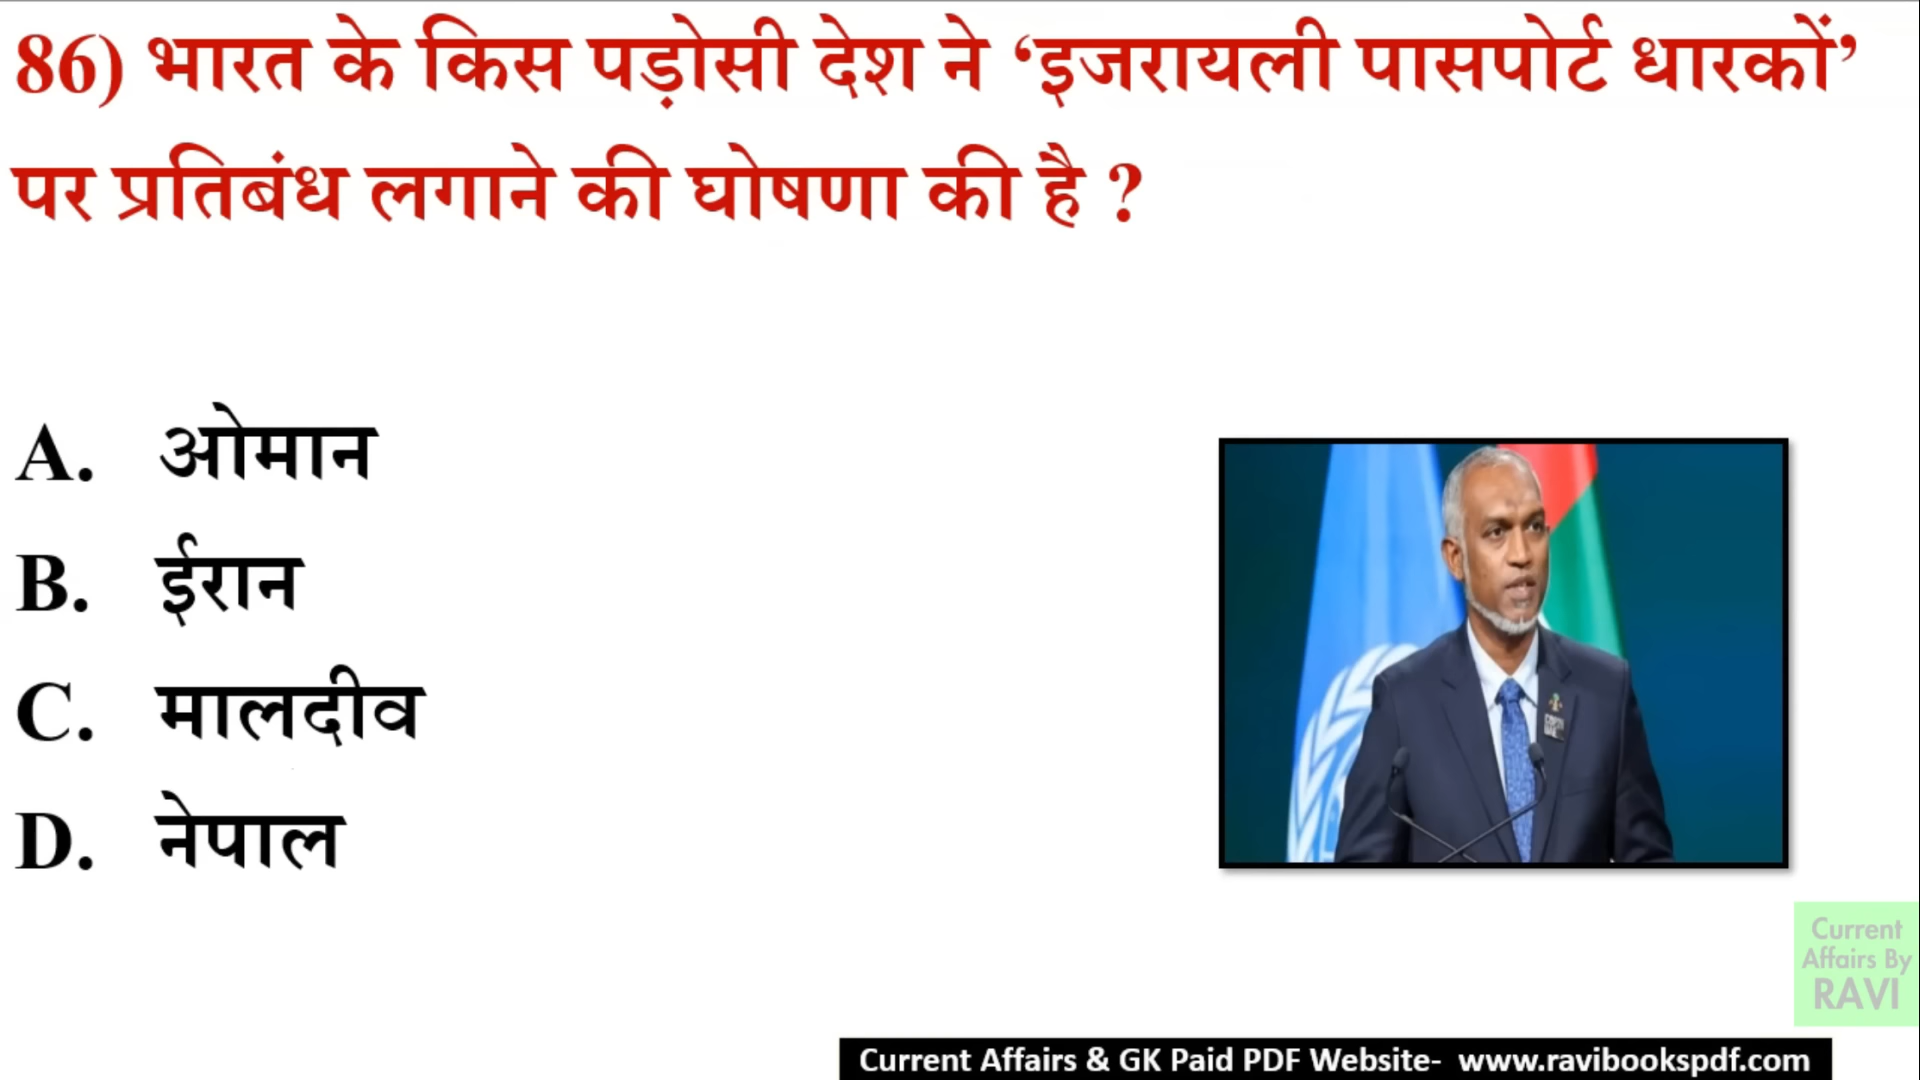 86) भारत के किस पड़ोसी देश ने ‘इजरायली पासपोर्ट धारकों’
पर प्रतिबंध लगाने की घोषणा की है ?
A. ओमान
B. ईरान
C. मालदीव
D. नेपाल
Current
Affairs By
RAVI
Current Affairs & GK Paid PDF Website- www.ravibookspdf.com